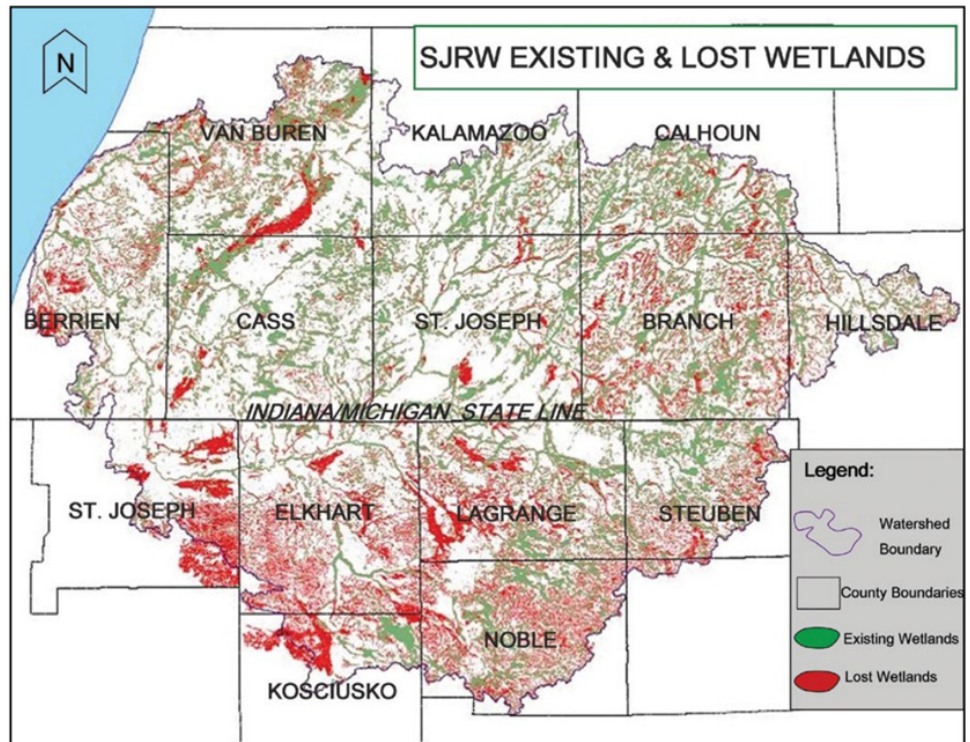 N
SJRW EXISTING & LOST WETLANDS
VAN BUREN
KALAMAZOO
CALHOUN
BERRIEN
CASS
ST. JOSEPH
BRANCH
HILLSDALE
INDIANA/MICHIGAN STATE LINE
ST. JOSEPH
ELKHART
LAGRANGE
STEUBEN
NOBLE
KOSCIUSKO
Legend:
Watershed
Boundary
County Boundaries
Existing Wetlands
Lost Wetlands